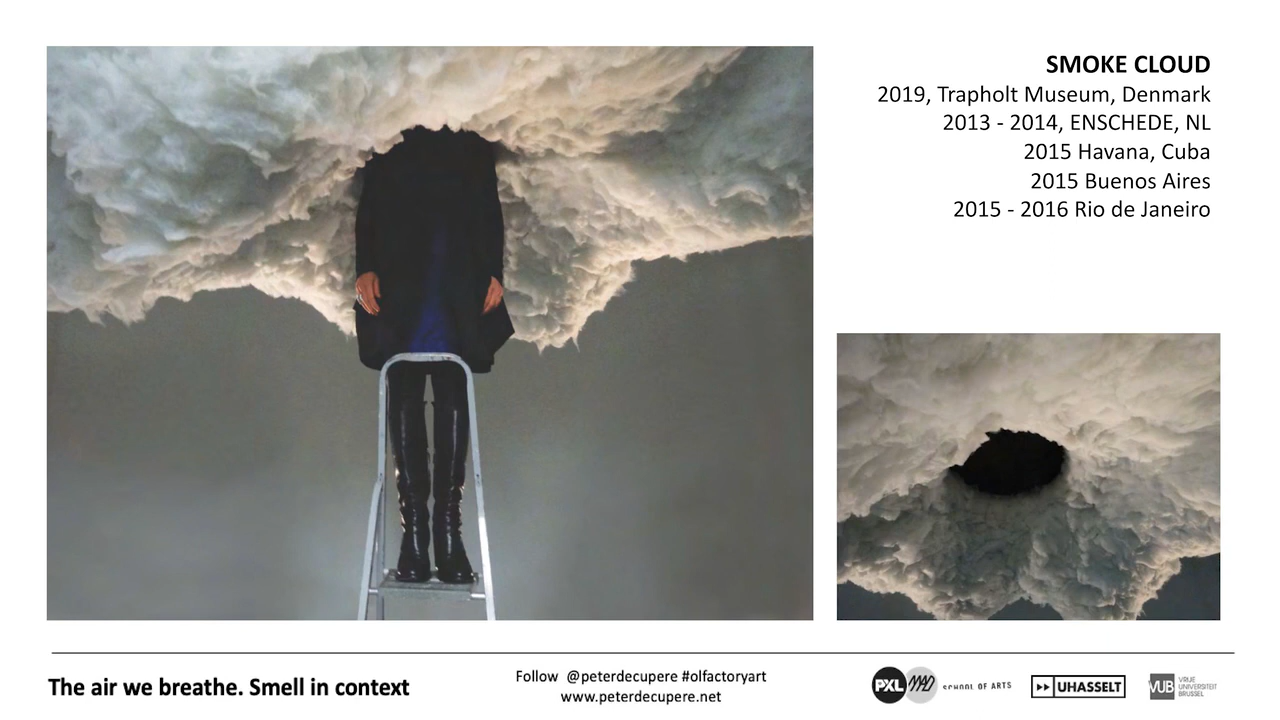 SMOKE CLOUD
2019, Trapholt Museum, Denmark
2013 - 2014, ENSCHEDE, NL
2015 Havana, Cuba
2015 Buenos Aires
2015 - 2016 Rio de Janeiro
The air we breathe. Smell in context
Follow @peterdecupere #olfactoryart
www.peterdecupere.net
PXL MAD SCHOOL OF ARTS
UHASSELT
VUB VRIJE UNIVERSITEIT BRUSSEL